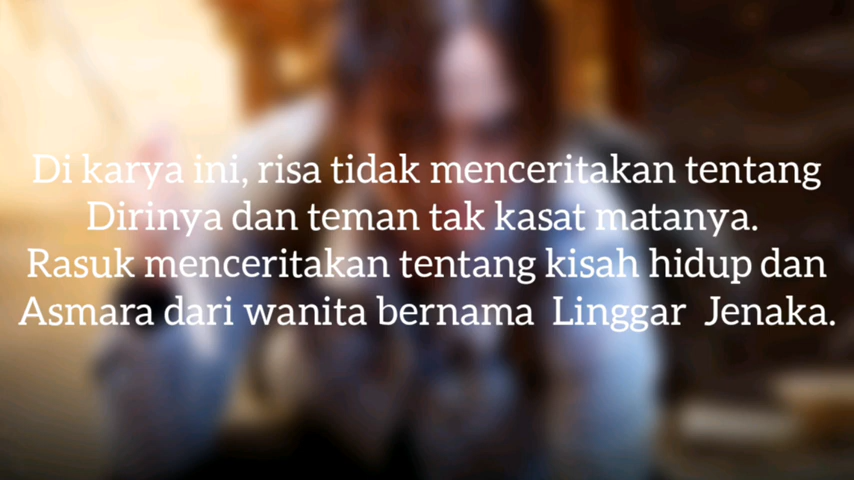 Di karya ini, risa tidak menceritakan tentang
Dirinya dan teman tak kasat matanya.
Rasuk menceritakan tentang kisah hidup dan
Asmara dari wanita bernama Linggar Jenaka.